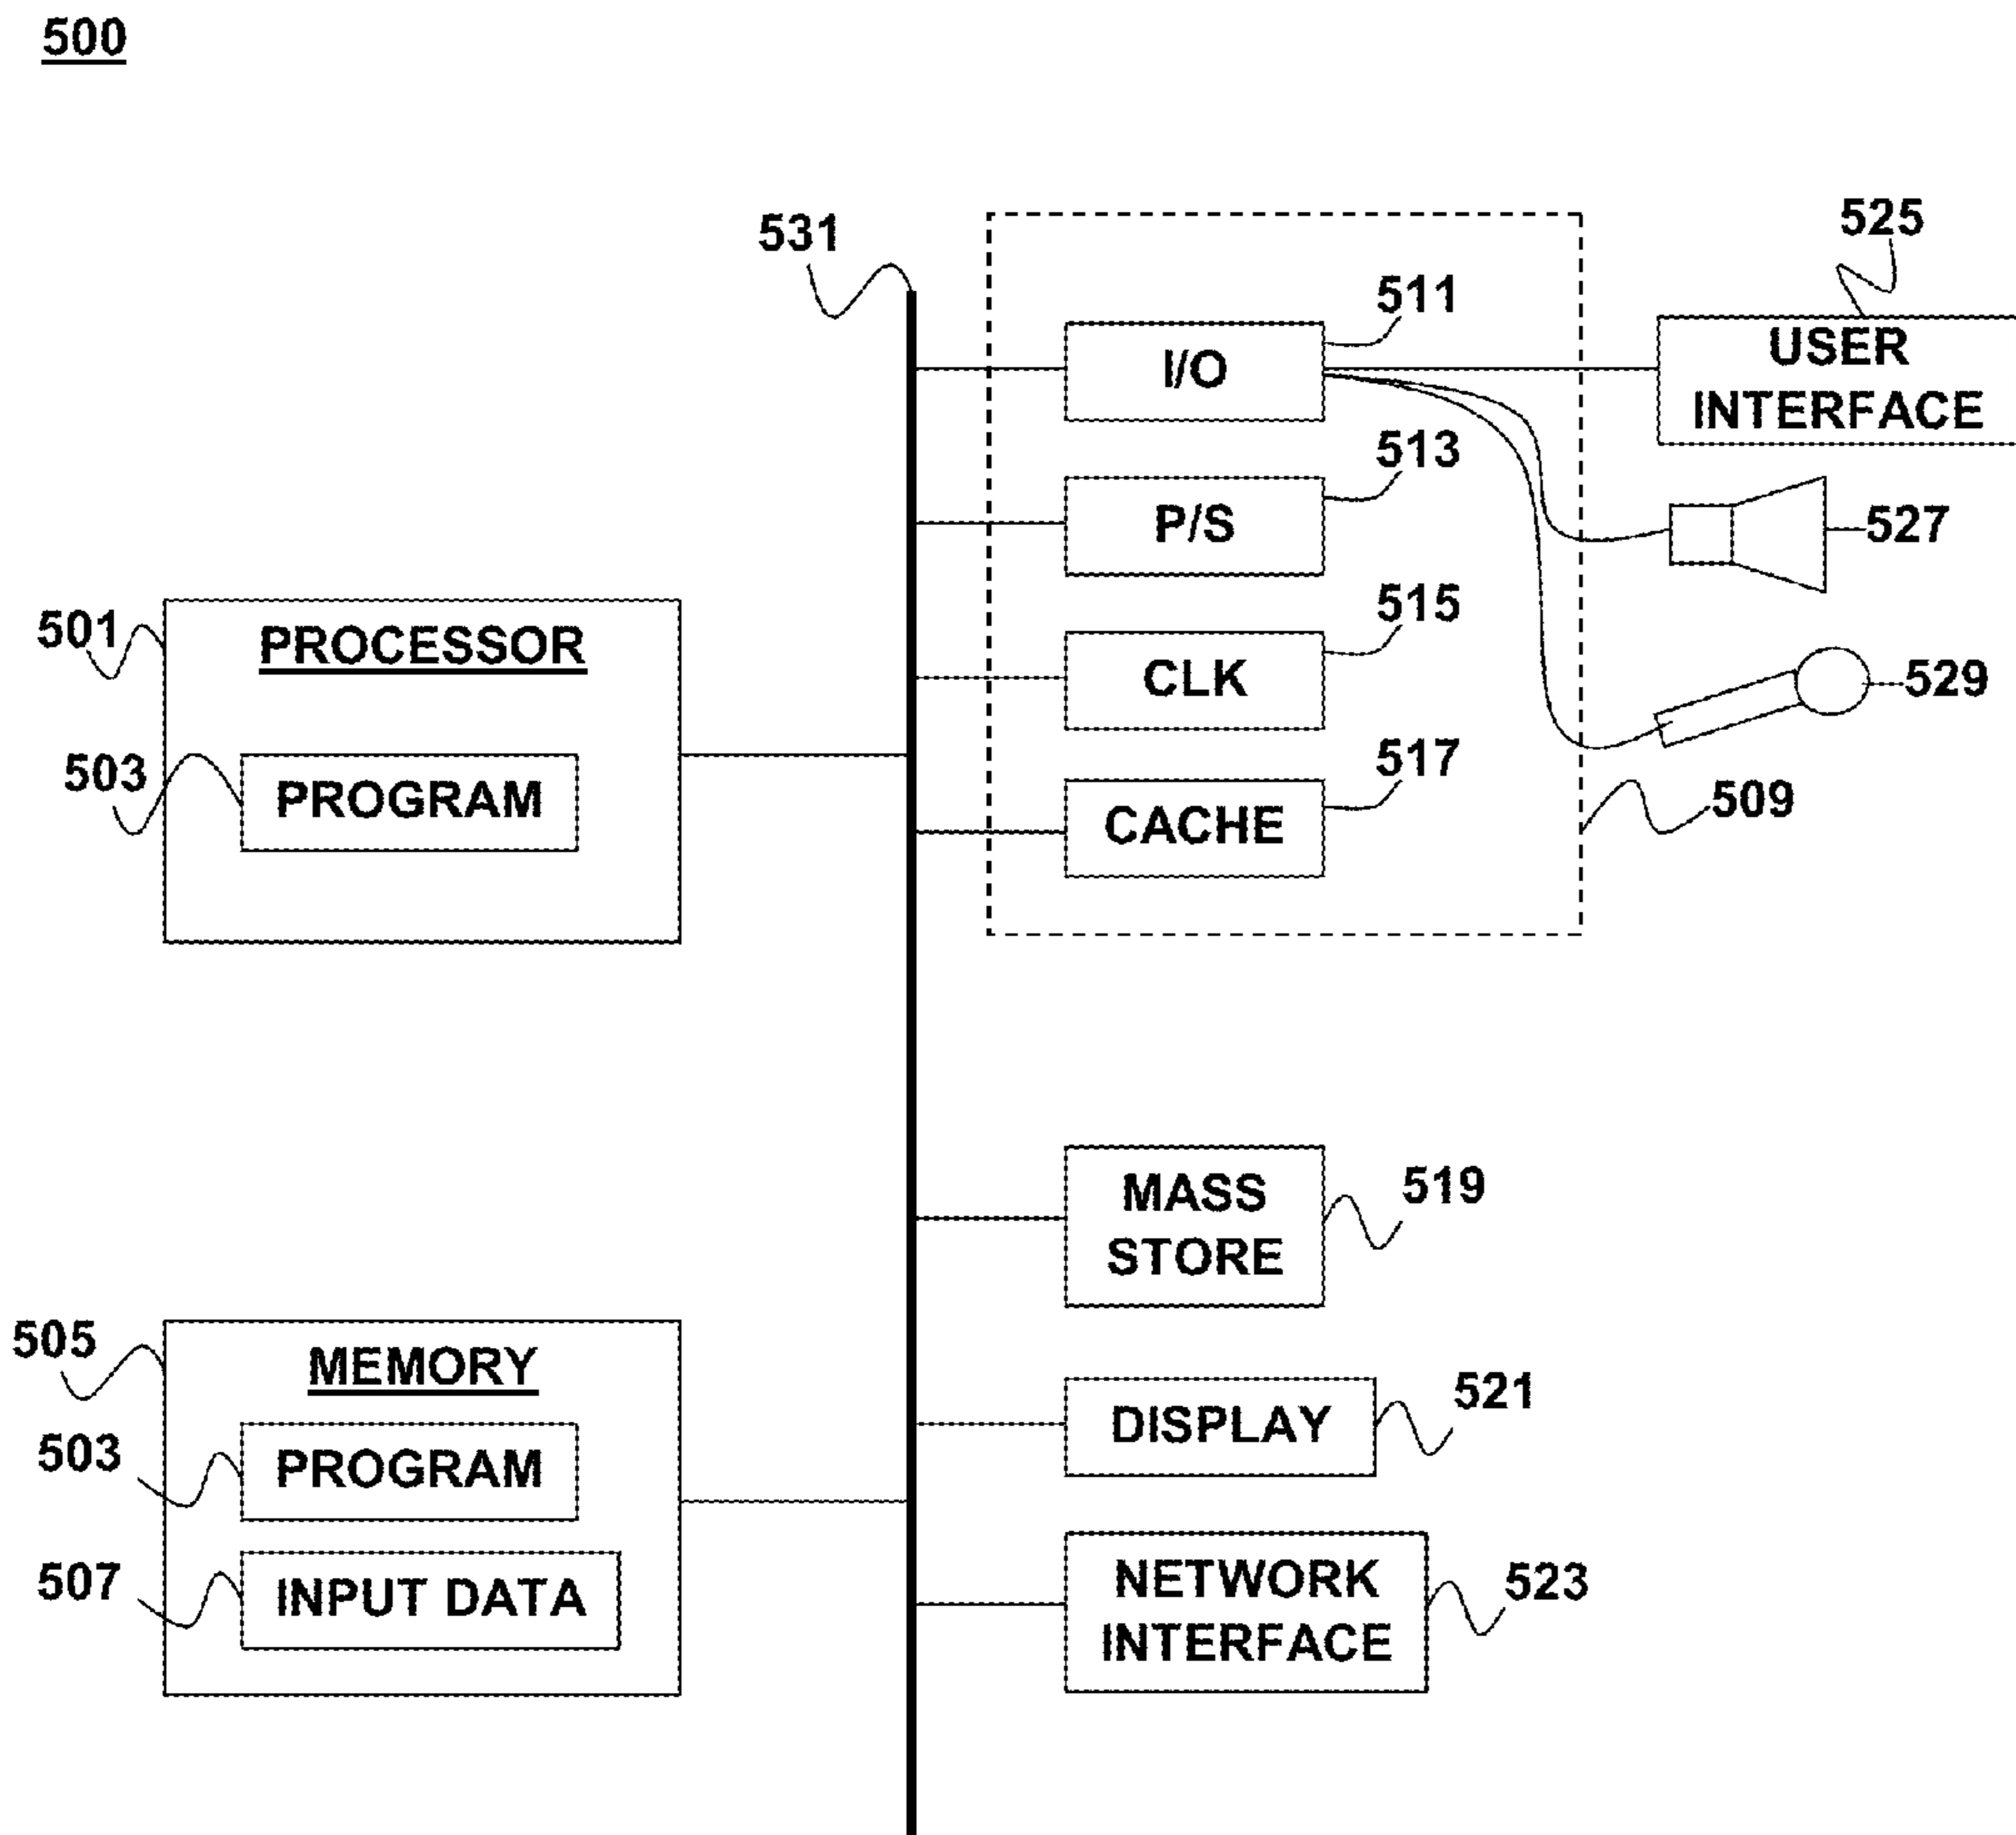 500
531
525
511
I/O
USER
INTERFACE
513
P/S
527
501
PROCESSOR
515
CLK
529
503
PROGRAM
517
CACHE
509
519
MASS
STORE
505
MEMORY
521
DISPLAY
503
PROGRAM
507
INPUT DATA
523
NETWORK
INTERFACE